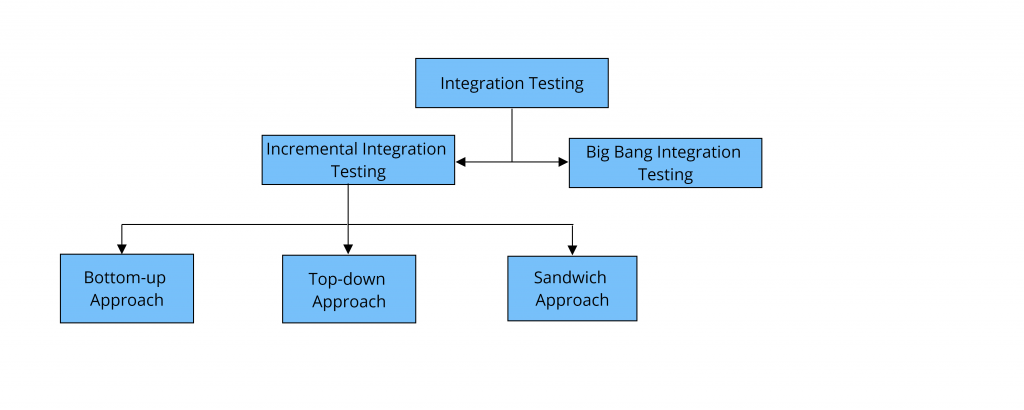 Integration Testing
Incremental Integration
Testing
Big Bang Integration
Testing
Bottom-up
Approach
Top-down
Approach
Sandwich
Approach